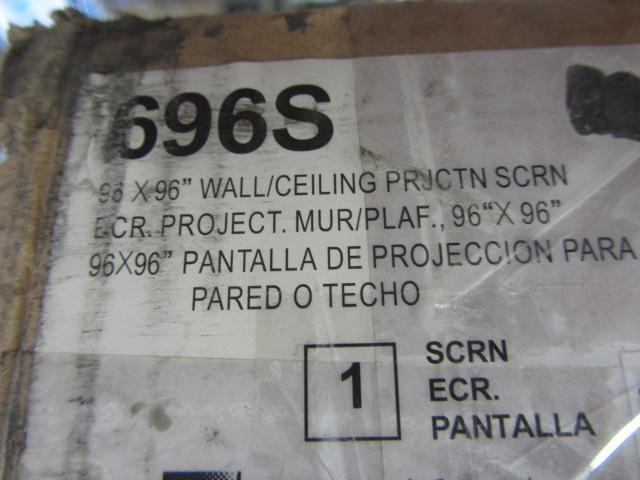 696S
96 X 96” WALL/CEILING PRJCTN SCRN
ECR. PROJECT. MUR/PLAF., 96“X 96”
96X96” PANTALLA DE PROJECCION PARA
PARED O TECHO
1
SCRN
ECR.
PANTALLA